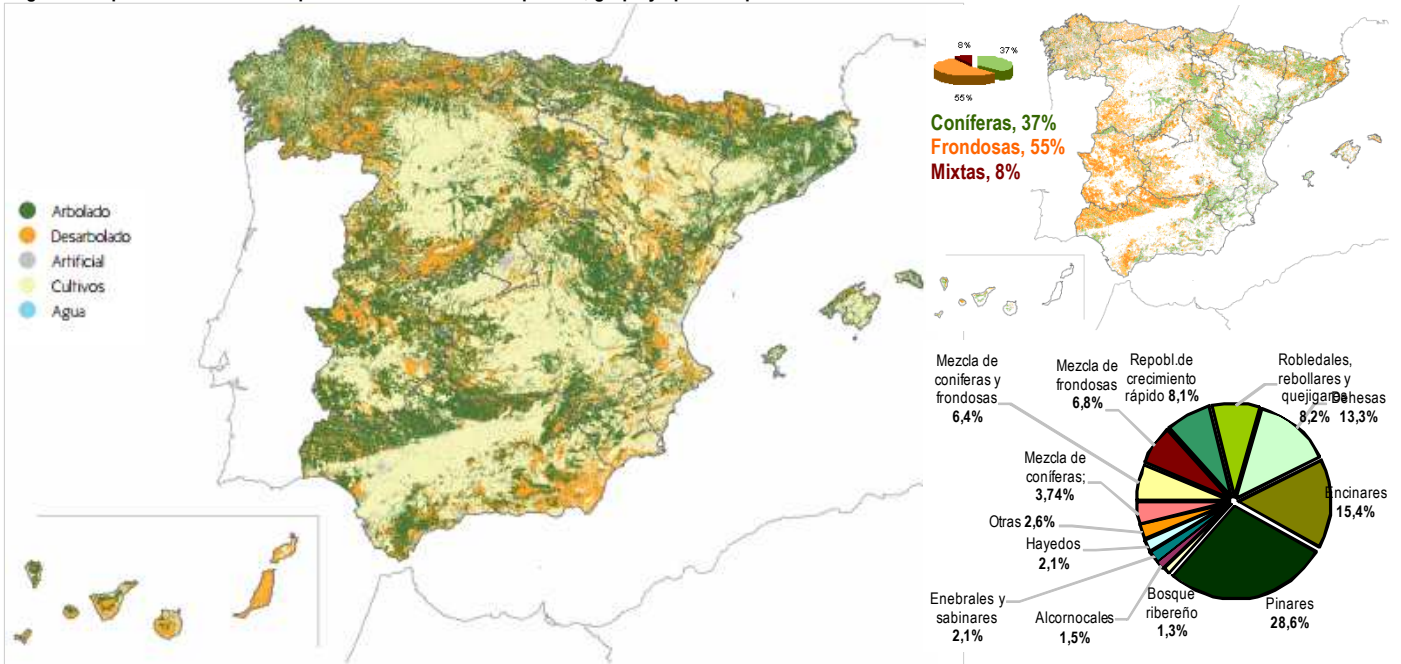 Arbolado
Desarbolado
Artificial
Cultivos
Agua
8%
37%
55%
Coníferas, 37%
Frondosas, 55%
Mixtas, 8%
Mezcla de
coniferas y
frondosas
6,4%
Mezcla de
frondosas
6,8%
Repobl.de
crecimiento
rápido 8,1%
Robledales,
rebollares y
quejigares
8,2%
Dehesas
13,3%
Encinares
15,4%
Pinares
28,6%
Bosque
ribereño
1,3%
Alcornocales
1,5%
Enebrales y
sabinares
2,1%
Hayedos
2,1%
Otras 2,6%
Mezcla de
coníferas;
3,74%